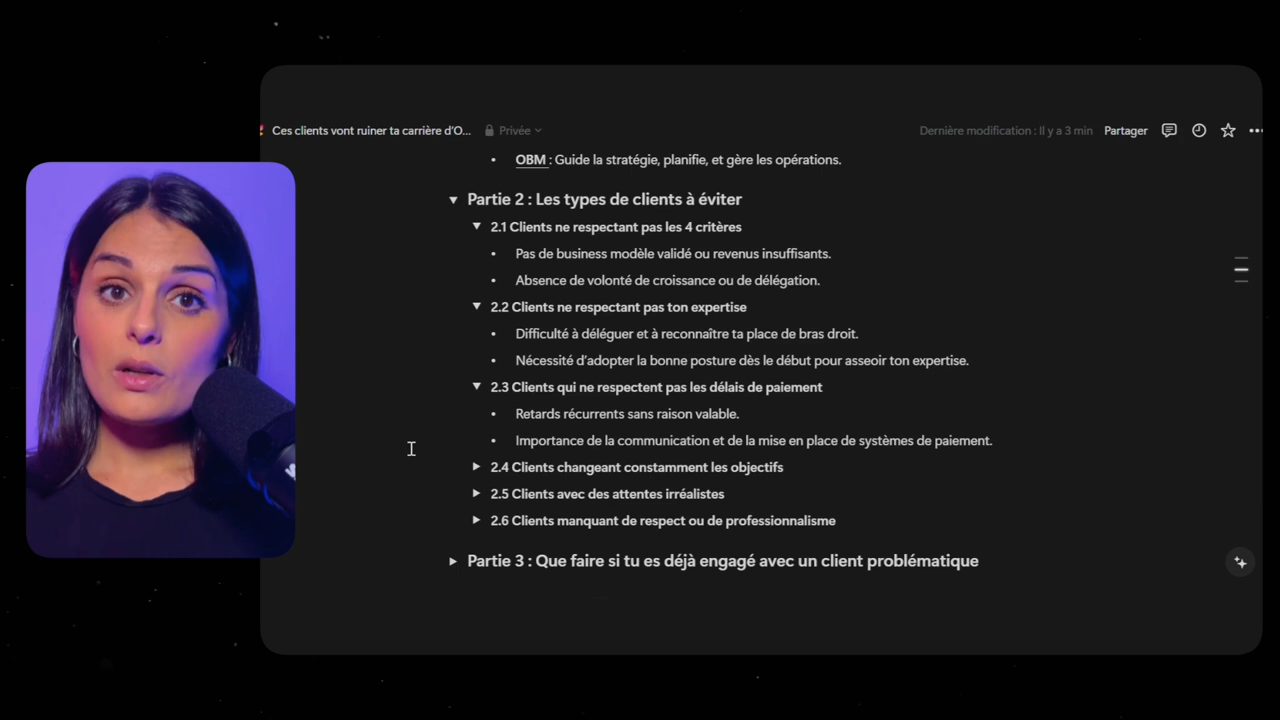 Ces clients vont ruiner ta carrière d'O... Privée Dernière modification : Il y a 3 min Partager
• OBM : Guide la stratégie, planifie, et gère les opérations.
Partie 2 : Les types de clients à éviter
2.1 Clients ne respectant pas les 4 critères
• Pas de business modèle validé ou revenus insuffisants.
• Absence de volonté de croissance ou de délégation.
2.2 Clients ne respectant pas ton expertise
• Difficulté à déléguer et à reconnaître ta place de bras droit.
• Nécessité d'adopter la bonne posture dès le début pour asseoir ton expertise.
2.3 Clients qui ne respectent pas les délais de paiement
• Retards récurrents sans raison valable.
• Importance de la communication et de la mise en place de systèmes de paiement.
2.4 Clients changeant constamment les objectifs
2.5 Clients avec des attentes irréalistes
2.6 Clients manquant de respect ou de professionnalisme
Partie 3 : Que faire si tu es déjà engagé avec un client problématique